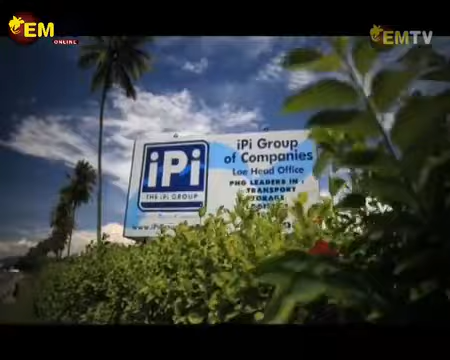 EM
ONLINE
EMTV
iPi
THE iPi GROUP
iPi Group
of Companies
Lae Head Office
PNG LEADERS IN :
TRANSPORT